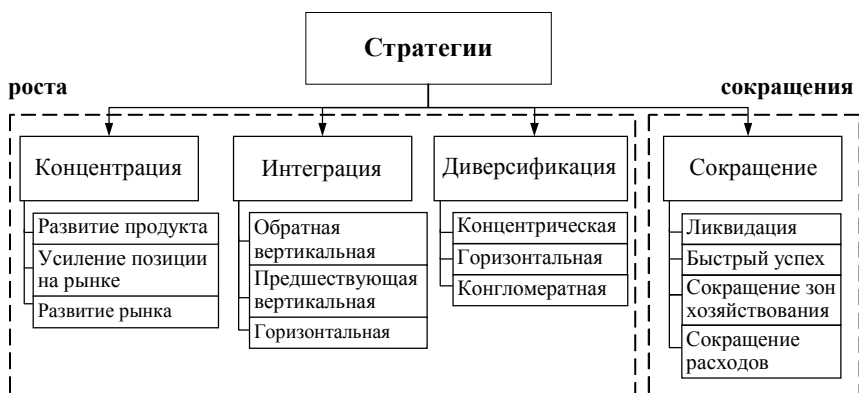 Стратегии
роста
сокращения
Концентрация
Развитие продукта
Усиление позиции
на рынке
Развитие рынка
Интеграция
Обратная
вертикальная
Предшествующая
вертикальная
Горизонтальная
Диверсификация
Концентрическая
Горизонтальная
Конгломератная
Сокращение
Ликвидация
Быстрый успех
Сокращение зон
хозяйствования
Сокращение
расходов